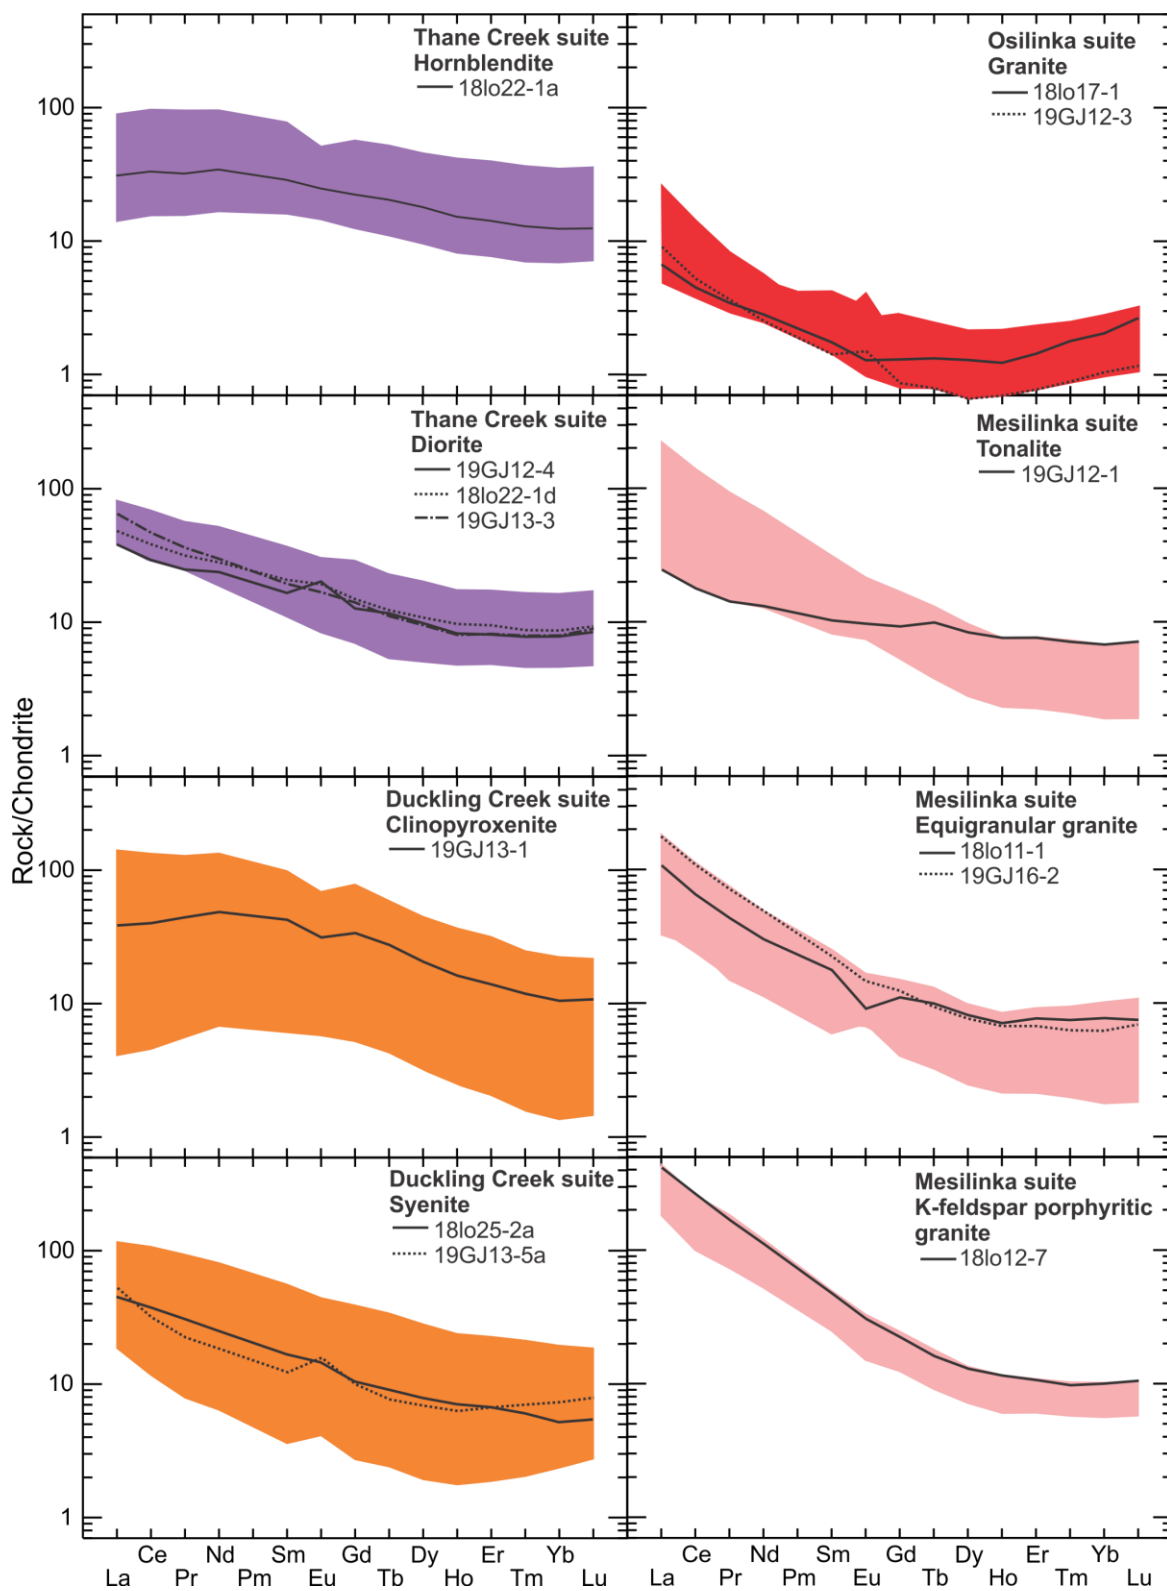 Thane Creek suite
Hornblendite
18lo22-1a
100
10
1
Osilinka suite
Granite
18lo17-1
19GJ12-3
Thane Creek suite
Diorite
19GJ12-4
18lo22-1d
19GJ13-3
100
10
1
Mesilinka suite
Tonalite
19GJ12-1
Rock/Chondrite
Duckling Creek suite
Clinopyroxenite
19GJ13-1
100
10
1
Mesilinka suite
Equigranular granite
18lo11-1
19GJ16-2
Duckling Creek suite
Syenite
18lo25-2a
19GJ13-5a
100
10
1
Mesilinka suite
K-feldspar porphyritic
granite
18lo12-7
Ce Nd Sm Gd Dy Er Yb
La Pr Pm Eu Tb Ho Tm Lu
Ce Nd Sm Gd Dy Er Yb
La Pr Pm Eu Tb Ho Tm Lu